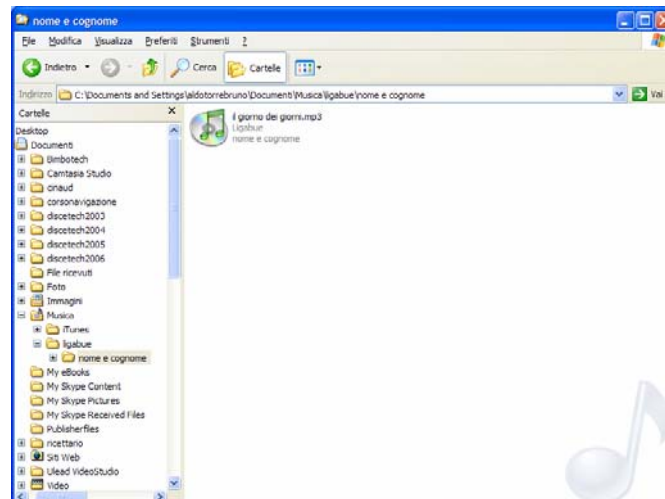 nome e cognome
File Modifica Visualizza Preferiti Strumenti ?
Indietro Cerca Cartelle
Indirizzo C:\Documents and Settings\aldotorrebruno\Documenti\Musica\ligabue\nome e cognome Vai
Cartelle X
Desktop
Documenti
Bimbotech
Camtasia Studio
cinaud
corsonavigazione
discetech2003
discetech2004
discetech2005
discetech2006
File ricevuti
Foto
Immagini
Musica
iTunes
ligabue
nome e cognome
My eBooks
My Skype Content
My Skype Pictures
My Skype Received Files
Publisherfiles
ricettario
Siti Web
Ulead VideoStudio
Video
il giorno dei giorni.mp3
Ligabue
nome e cognome